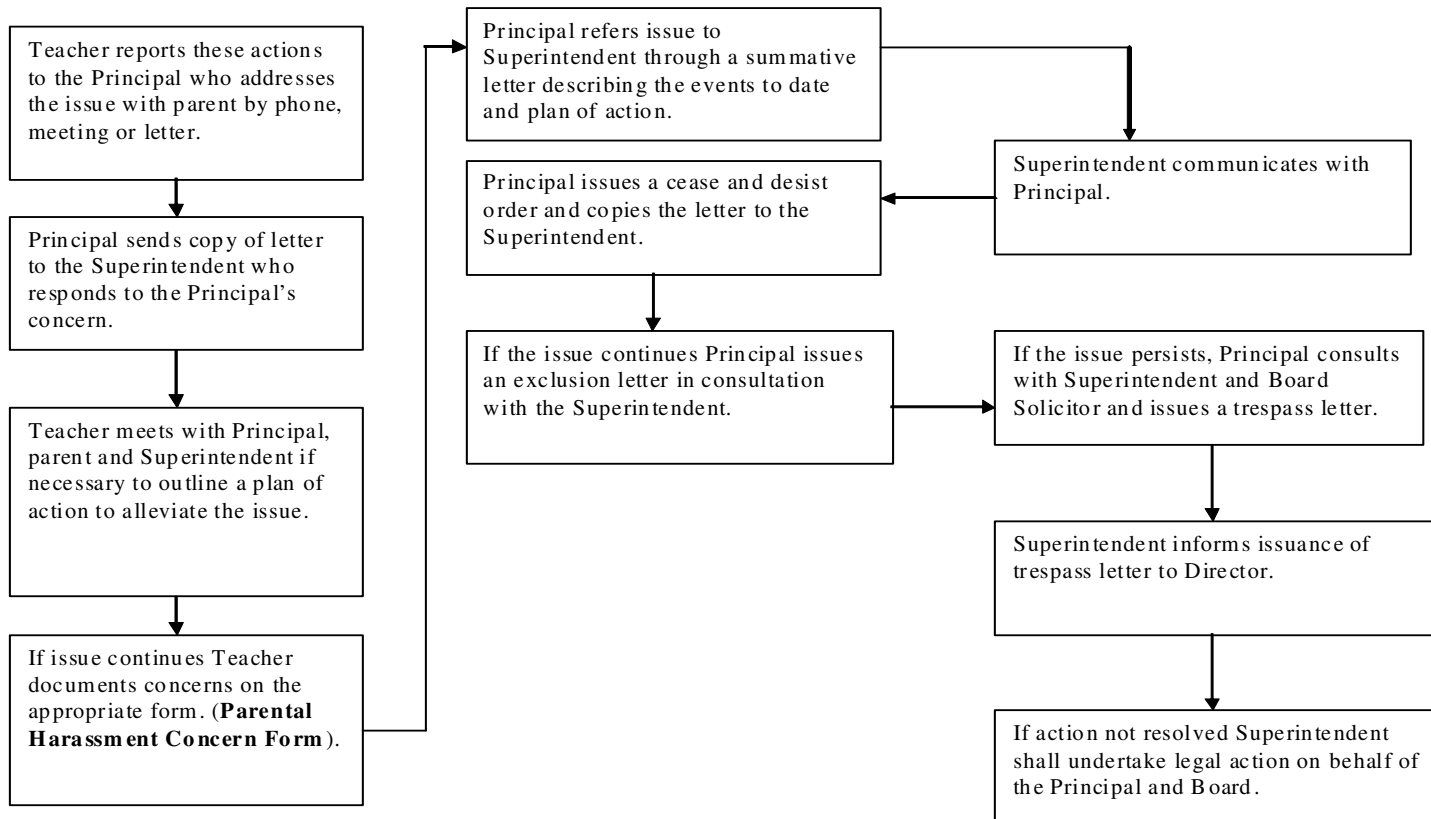 Teacher reports these actions
to the Principal who addresses
the issue with parent by phone,
meeting or letter.
Principal sends copy of letter
to the Superintendent who
responds to the Principal’s
concern.
Teacher meets with Principal,
parent and Superintendent if
necessary to outline a plan of
action to alleviate the issue.
If issue continues Teacher
documents concerns on the
appropriate form. (Parental
Harassment Concern Form).
Principal refers issue to
Superintendent through a summative
letter describing the events to date
and plan of action.
Superintendent communicates with
Principal.
Principal issues a cease and desist
order and copies the letter to the
Superintendent.
If the issue continues Principal issues
an exclusion letter in consultation
with the Superintendent.
If the issue persists, Principal consults
with Superintendent and Board
Solicitor and issues a trespass letter.
Superintendent informs issuance of
trespass letter to Director.
If action not resolved Superintendent
shall undertake legal action on behalf of
the Principal and Board.